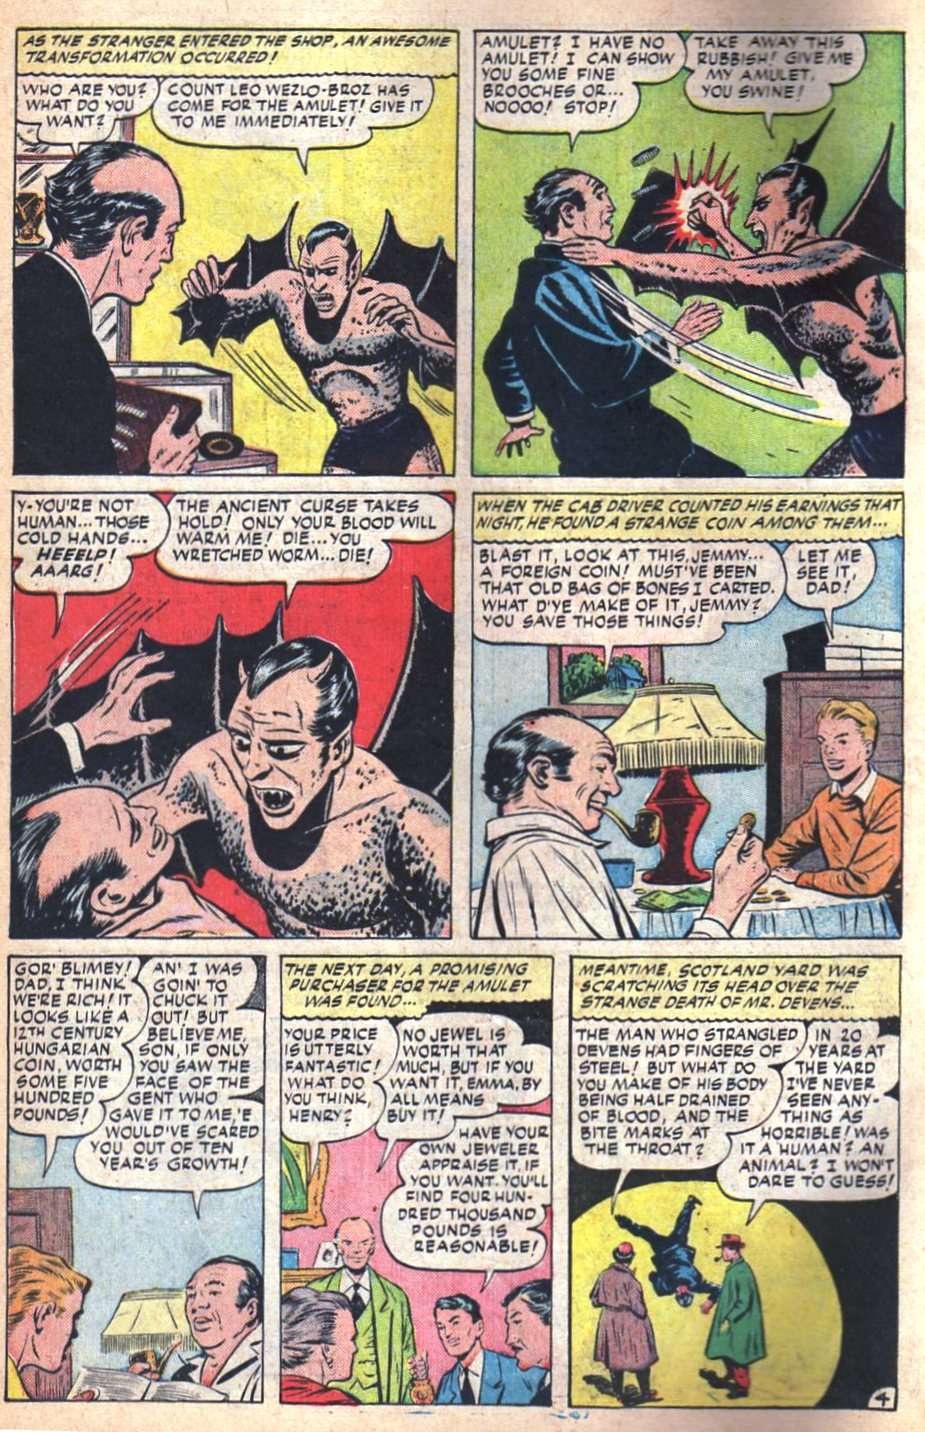 AS THE STRANGER ENTERED THE SHOP, AN AWESOME
TRANSFORMATION OCCURRED!
WHO ARE YOU?
WHAT DO YOU
WANT?
COUNT LEO WEZLO-BROZ HAS
COME FOR THE AMULET! GIVE IT
TO ME IMMEDIATELY!
AMULET? I HAVE NO
AMULET! I CAN SHOW
YOU SOME FINE
BROOCHES OR...
NOOOO! STOP!
TAKE AWAY THIS
RUBBISH! GIVE ME
MY AMULET,
YOU SWINE!
Y-YOU'RE NOT
HUMAN... THOSE
COLD HANDS...
HEEELP!
AAARG!
THE ANCIENT CURSE TAKES
HOLD! ONLY YOUR BLOOD WILL
WARM ME! DIE... YOU
WRETCHED WORM... DIE!
WHEN THE CAB DRIVER COUNTED HIS EARNINGS THAT
NIGHT, HE FOUND A STRANGE COIN AMONG THEM...
BLAST IT, LOOK AT THIS, JEMMY...
A FOREIGN COIN! MUST'VE BEEN
THAT OLD BAG OF BONES I CARTED.
WHAT D'YE MAKE OF IT, JEMMY?
YOU SAVE THOSE THINGS!
LET ME
SEE IT,
DAD!
GOR' BLIMEY!
DAD, I THINK
WE'RE RICH! IT
LOOKS LIKE A
12TH CENTURY
HUNGARIAN
COIN, WORTH
SOME FIVE
HUNDRED
POUNDS!
AN' I WAS
GOIN' TO
CHUCK IT
OUT! BUT
BELIEVE ME,
SON, IF ONLY
YOU SAW THE
FACE OF THE
GENT WHO
GAVE IT TO ME, 'E
WOULD'VE SCARED
YOU OUT OF TEN
YEAR'S GROWTH!
THE NEXT DAY, A PROMISING
PURCHASER FOR THE AMULET
WAS FOUND...
YOUR PRICE
IS UTTERLY
FANTASTIC!
WHAT DO
YOU THINK,
HENRY?
NO JEWEL IS
WORTH THAT
MUCH, BUT IF YOU
WANT IT, EMMA, BY
ALL MEANS
BUY IT!
HAVE YOUR
OWN JEWELER
APPRAISE IT, IF
YOU WANT. YOU'LL
FIND FOUR HUN-
DRED THOUSAND
POUNDS IS
REASONABLE!
MEANTIME, SCOTLAND YARD WAS
SCRATCHING ITS HEAD OVER THE
STRANGE DEATH OF MR. DEVENS...
THE MAN WHO STRANGLED
DEVENS HAD FINGERS OF
STEEL! BUT WHAT DO
YOU MAKE OF HIS BODY
BEING HALF DRAINED
OF BLOOD, AND THE
BITE MARKS AT
THE THROAT?
IN 20
YEARS AT
THE YARD
I'VE NEVER
SEEN ANY-
THING AS
HORRIBLE! WAS
IT A HUMAN? AN
ANIMAL? I WON'T
DARE TO GUESS!
4